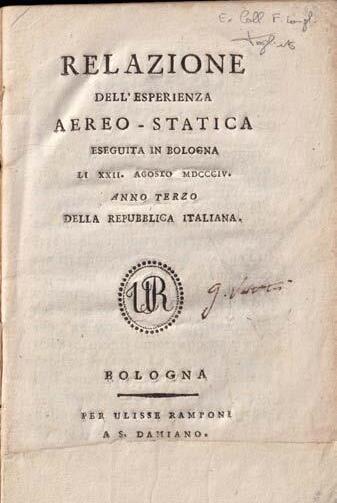 E. Coll F.
RELAZIONE
DELL'ESPERIENZA
AEREO - STATICA
ESEGUITA IN BOLOGNA
LI XXII. AGOSTO MDCCCIV.
ANNO TERZO
DELLA REPUBBLICA ITALIANA.
UR
BOLOGNA
PER ULISSE RAMPONI
A S. DAMIANO.